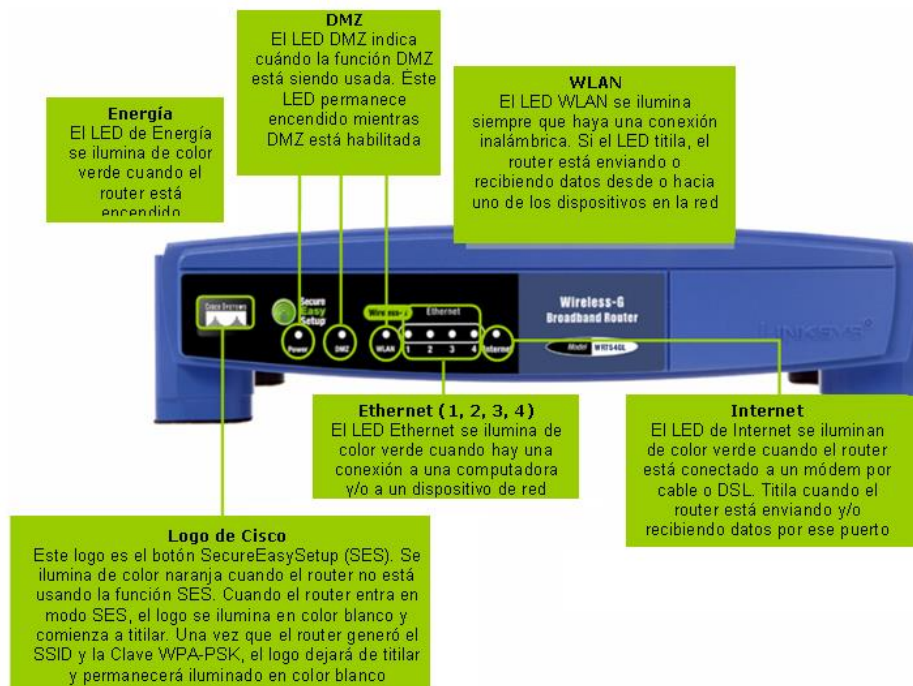 DMZ
El LED DMZ indica
cuándo la función DMZ
está siendo usada. Éste
LED permanece
encendido mientras
DMZ está habilitada
WLAN
El LED WLAN se ilumina
siempre que haya una conexión
inalámbrica. Si el LED titila, el
router está enviando o
recibiendo datos desde o hacia
uno de los dispositivos en la red
Energía
El LED de Energía
se ilumina de color
verde cuando el
router está
encendido
CISCO SYSTEMS
Secure
Easy
Setup
Wireless-G
Ethernet
Power
DMZ
WLAN
1 2 3 4
Internet
Wireless-G
Broadband Router
Model WRT54GL
LINKSYS®
Ethernet (1, 2, 3, 4)
El LED Ethernet se ilumina de
color verde cuando hay una
conexión a una computadora
y/o a un dispositivo de red
Internet
El LED de Internet se iluminan
de color verde cuando el router
está conectado a un módem por
cable o DSL. Titila cuando el
router está enviando y/o
recibiendo datos por ese puerto
Logo de Cisco
Este logo es el botón SecureEasySetup (SES). Se
ilumina de color naranja cuando el router no está
usando la función SES. Cuando el router entra en
modo SES, el logo se ilumina en color blanco y
comienza a titilar. Una vez que el router generó el
SSID y la Clave WPA-PSK, el logo dejará de titilar
y permanecerá iluminado en color blanco